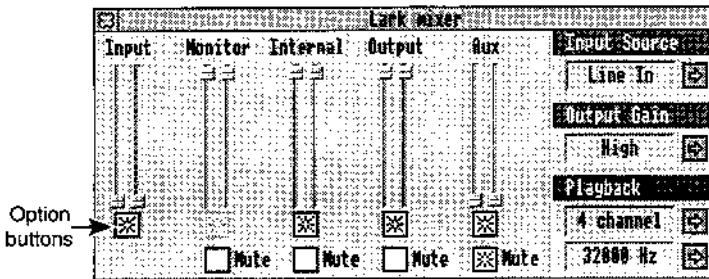 Lark mixer
Input Monitor Internal Output Aux
Input Source
Line In
Output Gain
High
Playback
4 channel
32000 Hz
Option
buttons
Mute Mute Mute Mute